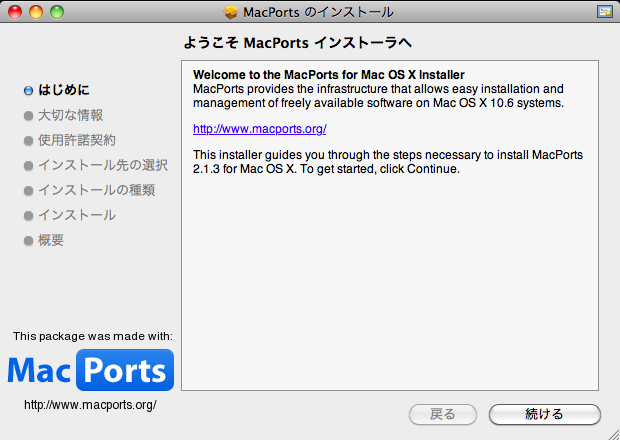 MacPorts のインストール
ようこそ MacPorts インストーラへ
はじめに
大切な情報
使用許諾契約
インストール先の選択
インストールの種類
インストール
概要
Welcome to the MacPorts for Mac OS X Installer
MacPorts provides the infrastructure that allows easy installation and
management of freely available software on Mac OS X 10.6 systems.
http://www.macports.org/
This installer guides you through the steps necessary to install MacPorts
2.1.3 for Mac OS X. To get started, click Continue.
This package was made with:
Mac Ports
http://www.macports.org/
戻る
続ける